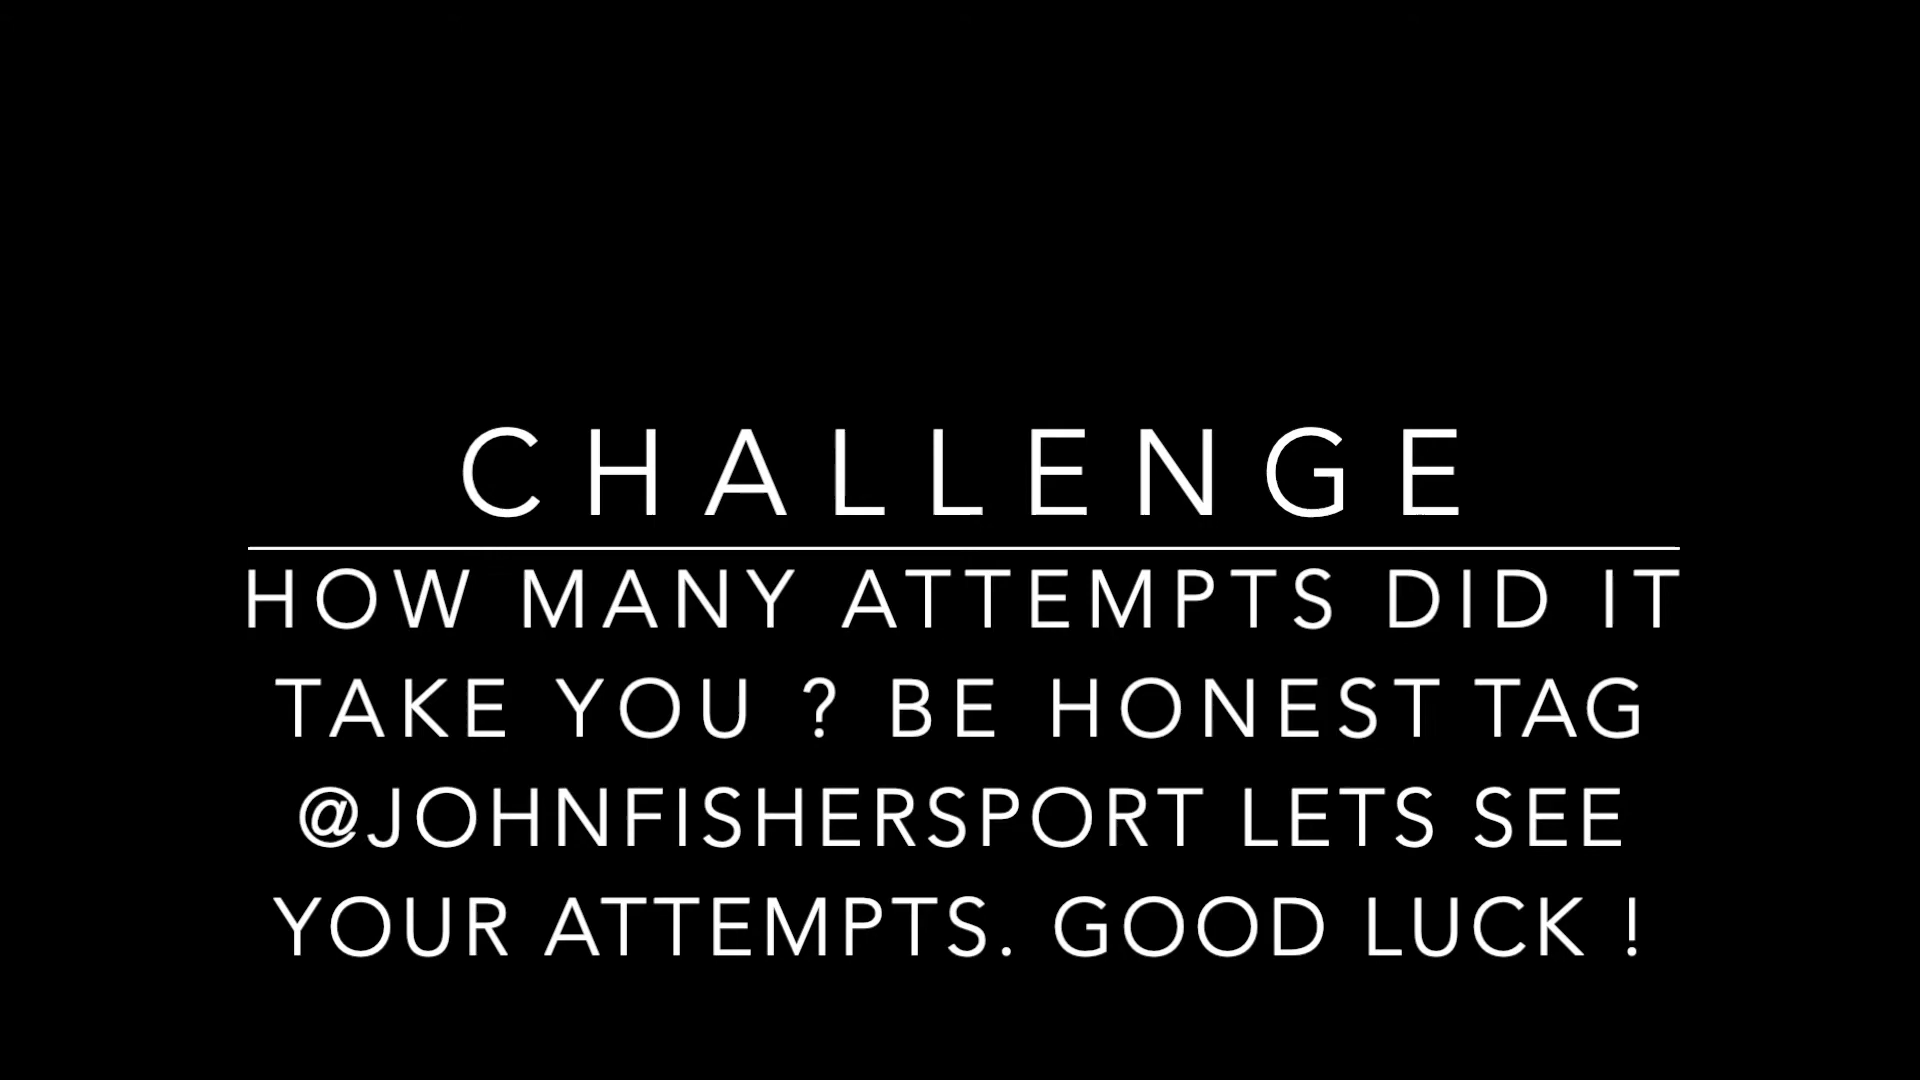 CHALLENGE
HOW MANY ATTEMPTS DID IT
TAKE YOU ? BE HONEST TAG
@JOHNFISHERSPORT LETS SEE
YOUR ATTEMPTS. GOOD LUCK !